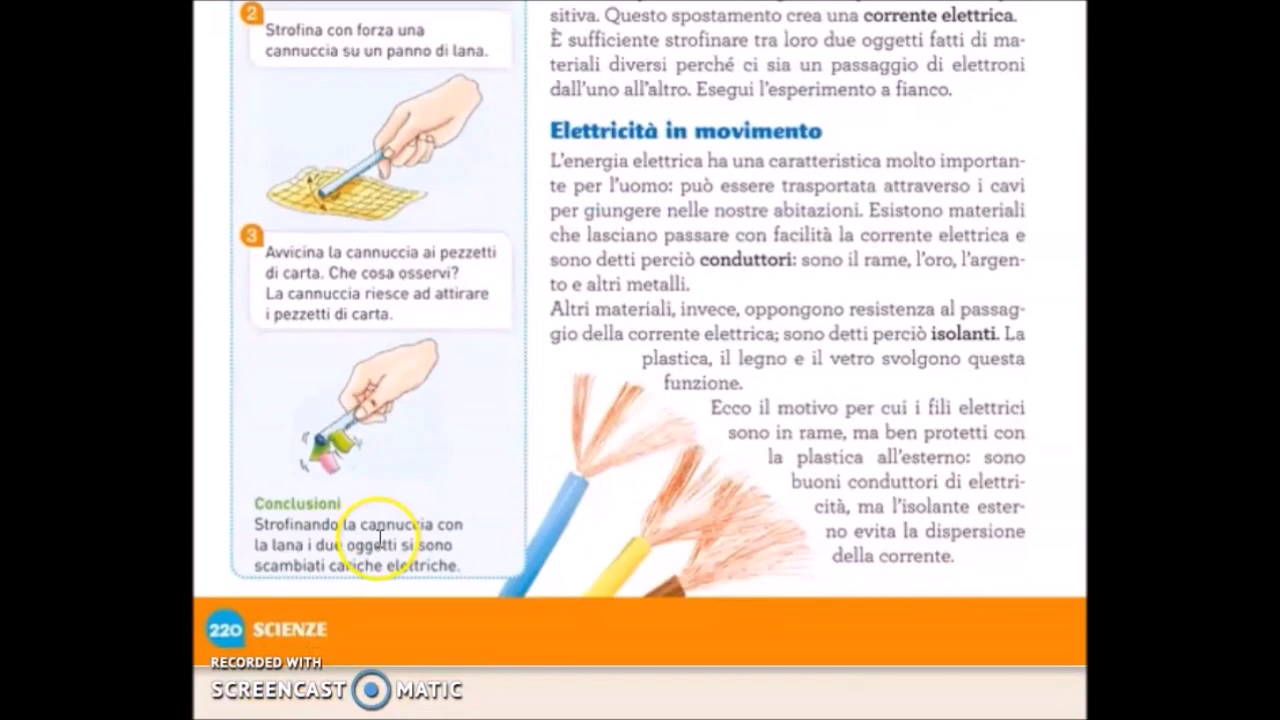 2
Strofina con forza una
cannuccia su un panno di lana.
3
Avvicina la cannuccia ai pezzetti
di carta. Che cosa osservi?
La cannuccia riesce ad attirare
i pezzetti di carta.
Conclusioni
Strofinando la cannuccia con
la lana i due oggetti si sono
scambiati cariche elettriche.
sitiva. Questo spostamento crea una corrente elettrica.
È sufficiente strofinare tra loro due oggetti fatti di ma-
teriali diversi perché ci sia un passaggio di elettroni
dall'uno all'altro. Esegui l'esperimento a fianco.
Elettricità in movimento
L'energia elettrica ha una caratteristica molto importan-
te per l'uomo: può essere trasportata attraverso i cavi
per giungere nelle nostre abitazioni. Esistono materiali
che lasciano passare con facilità la corrente elettrica e
sono detti perciò conduttori: sono il rame, l'oro, l'argen-
to e altri metalli.
Altri materiali, invece, oppongono resistenza al passag-
gio della corrente elettrica; sono detti perciò isolanti. La
plastica, il legno e il vetro svolgono questa
funzione.
Ecco il motivo per cui i fili elettrici
sono in rame, ma ben protetti con
la plastica all'esterno: sono
buoni conduttori di elettri-
cità, ma l'isolante ester-
no evita la dispersione
della corrente.
220 SCIENZE
RECORDED WITH
SCREENCAST MATIC